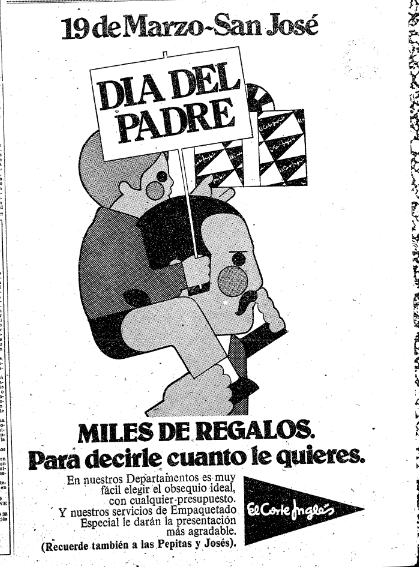 19 de Marzo-San José
DIA DEL
PADRE
MILES DE REGALOS.
Para decirle cuanto le quieres.
En nuestros Departamentos es muy
fácil elegir el obsequio ideal,
con cualquier presupuesto.
Y nuestros servicios de Empaquetado
Especial le darán la presentación
más agradable.
(Recuerde también a las Pepitas y Josés).
El Corte Inglés